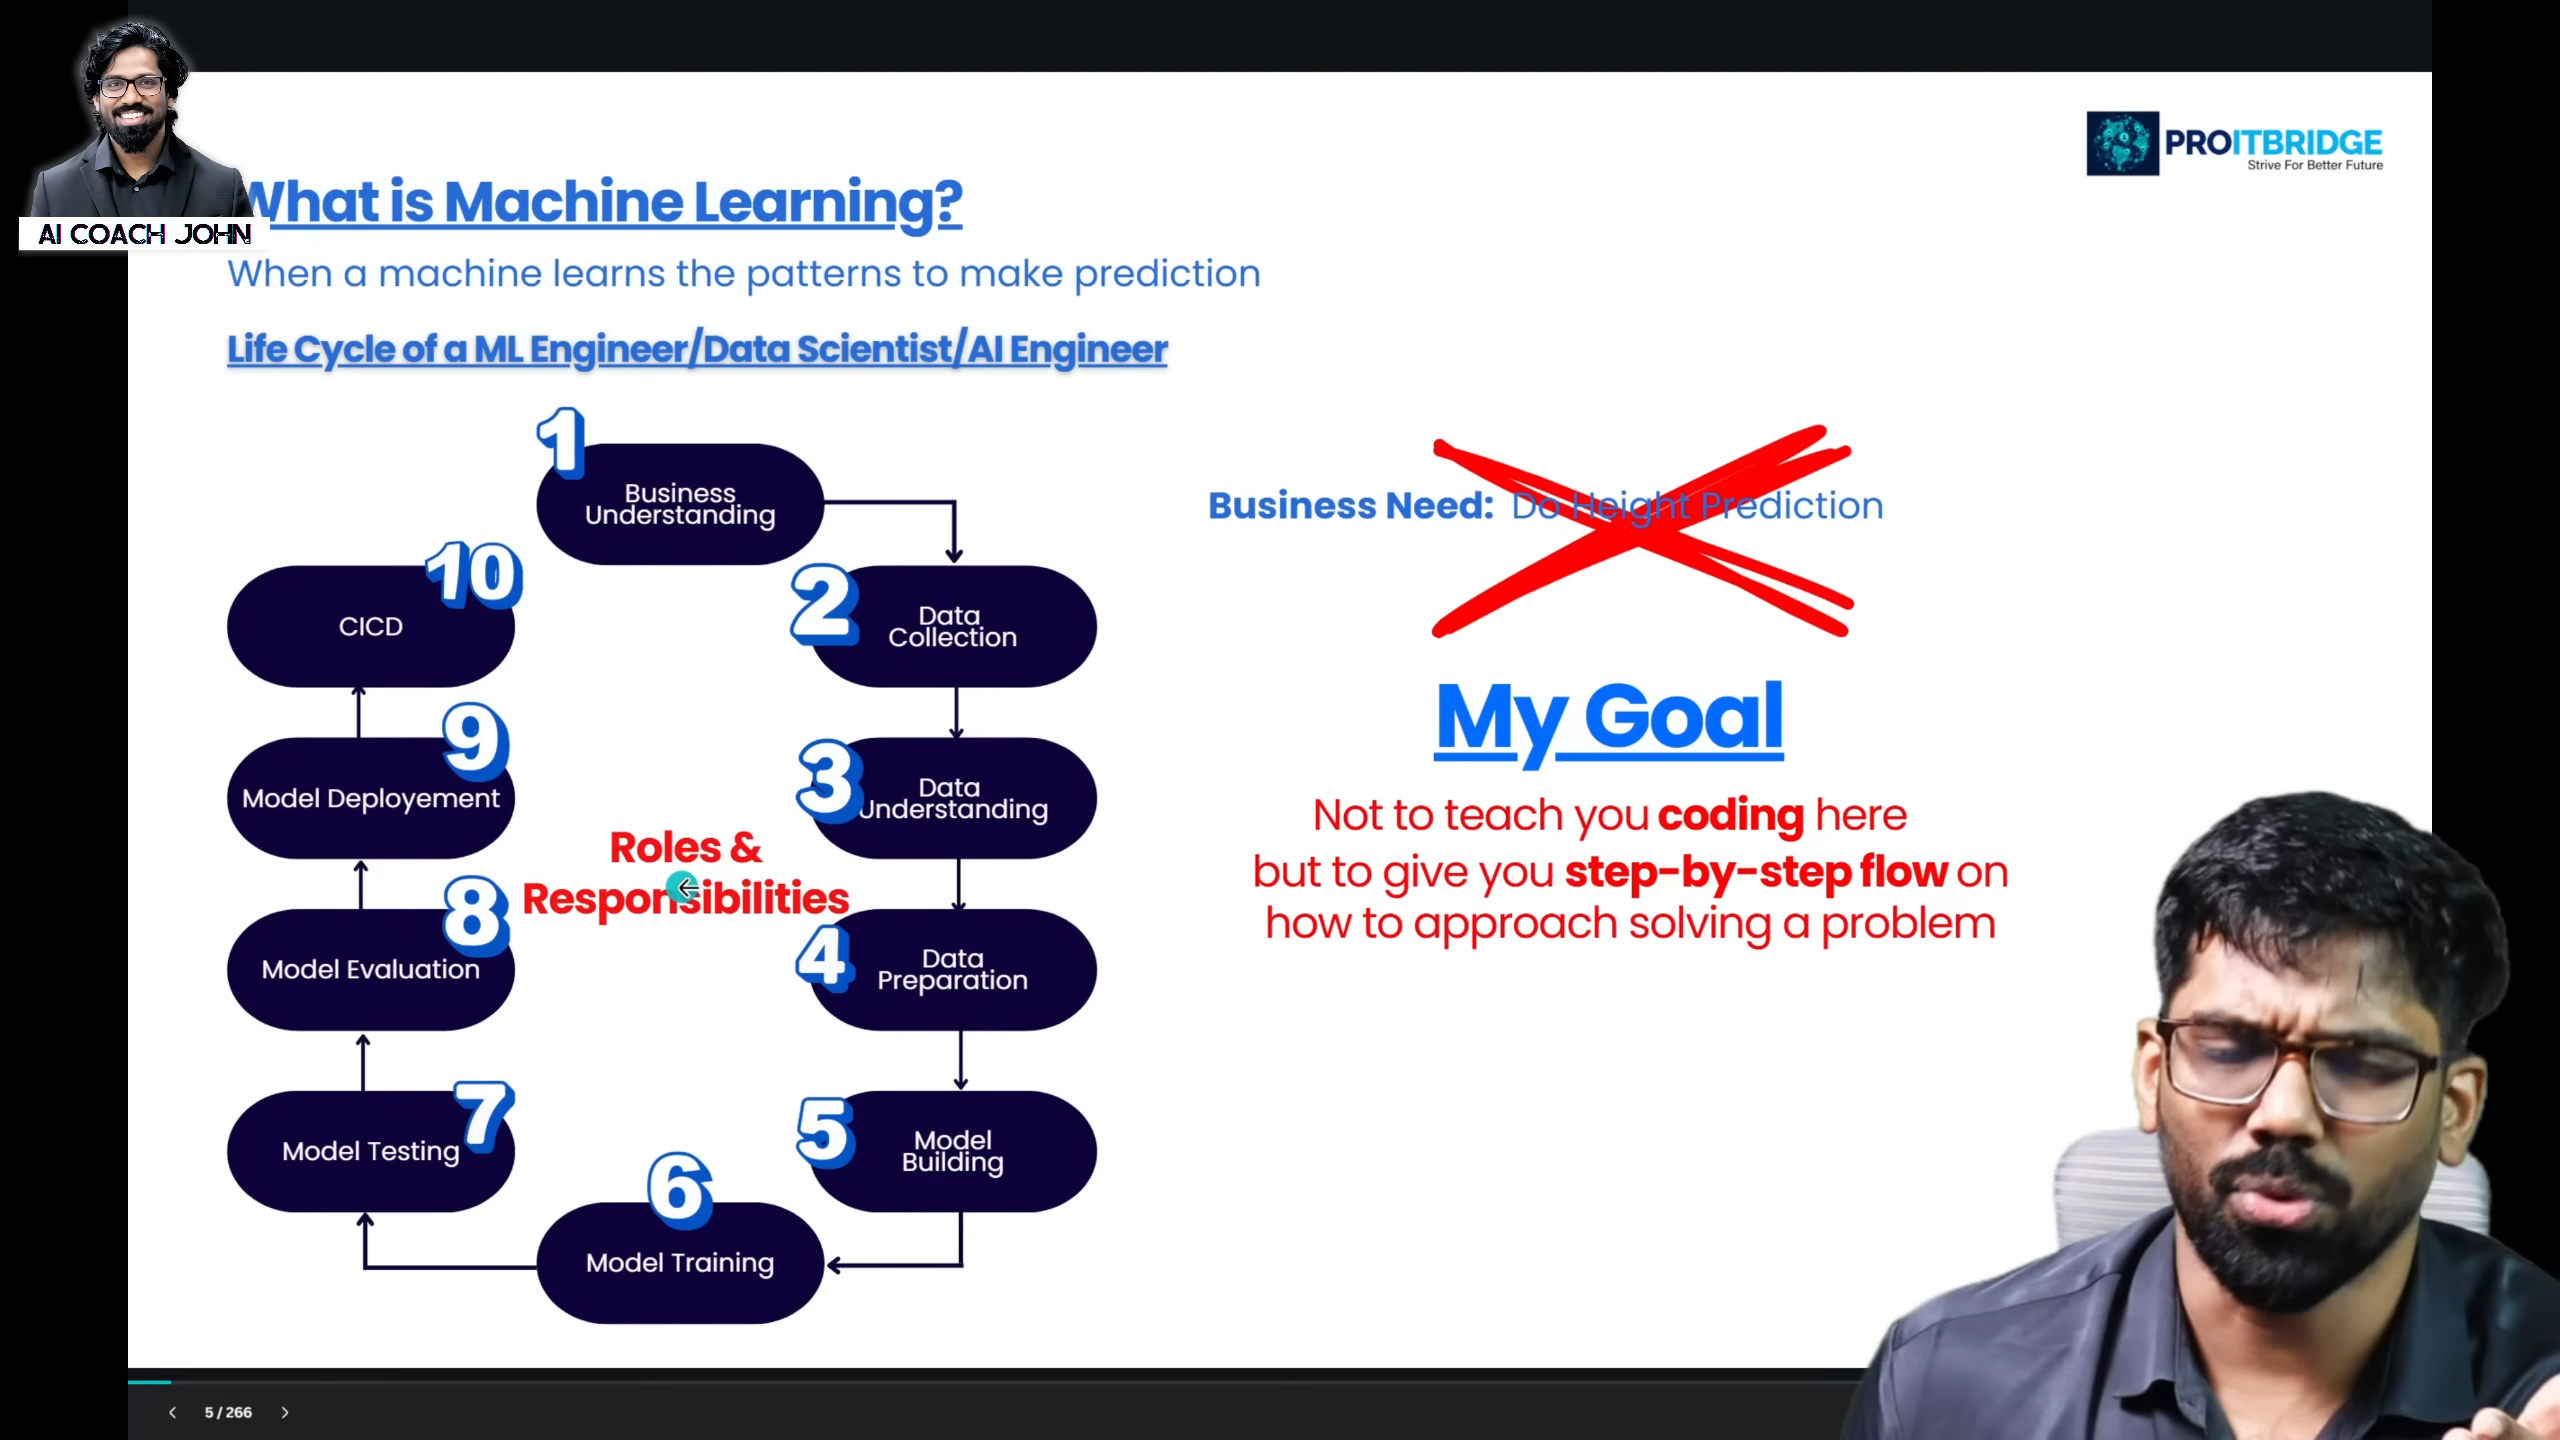 AI COACH JOHN
PROITBRIDGE
Strive For Better Future
What is Machine Learning?
When a machine learns the patterns to make prediction
Life Cycle of a ML Engineer/Data Scientist/AI Engineer
1
Business
Understanding
2
Data
Collection
3
Data
Understanding
4
Data
Preparation
5
Model
Building
6
Model Training
7
Model Testing
8
Model Evaluation
9
Model Deployement
10
CICD
Roles &
Responsibilities
Business Need: Do Height Prediction
My Goal
Not to teach you coding here
but to give you step-by-step flow on
how to approach solving a problem
5 / 266